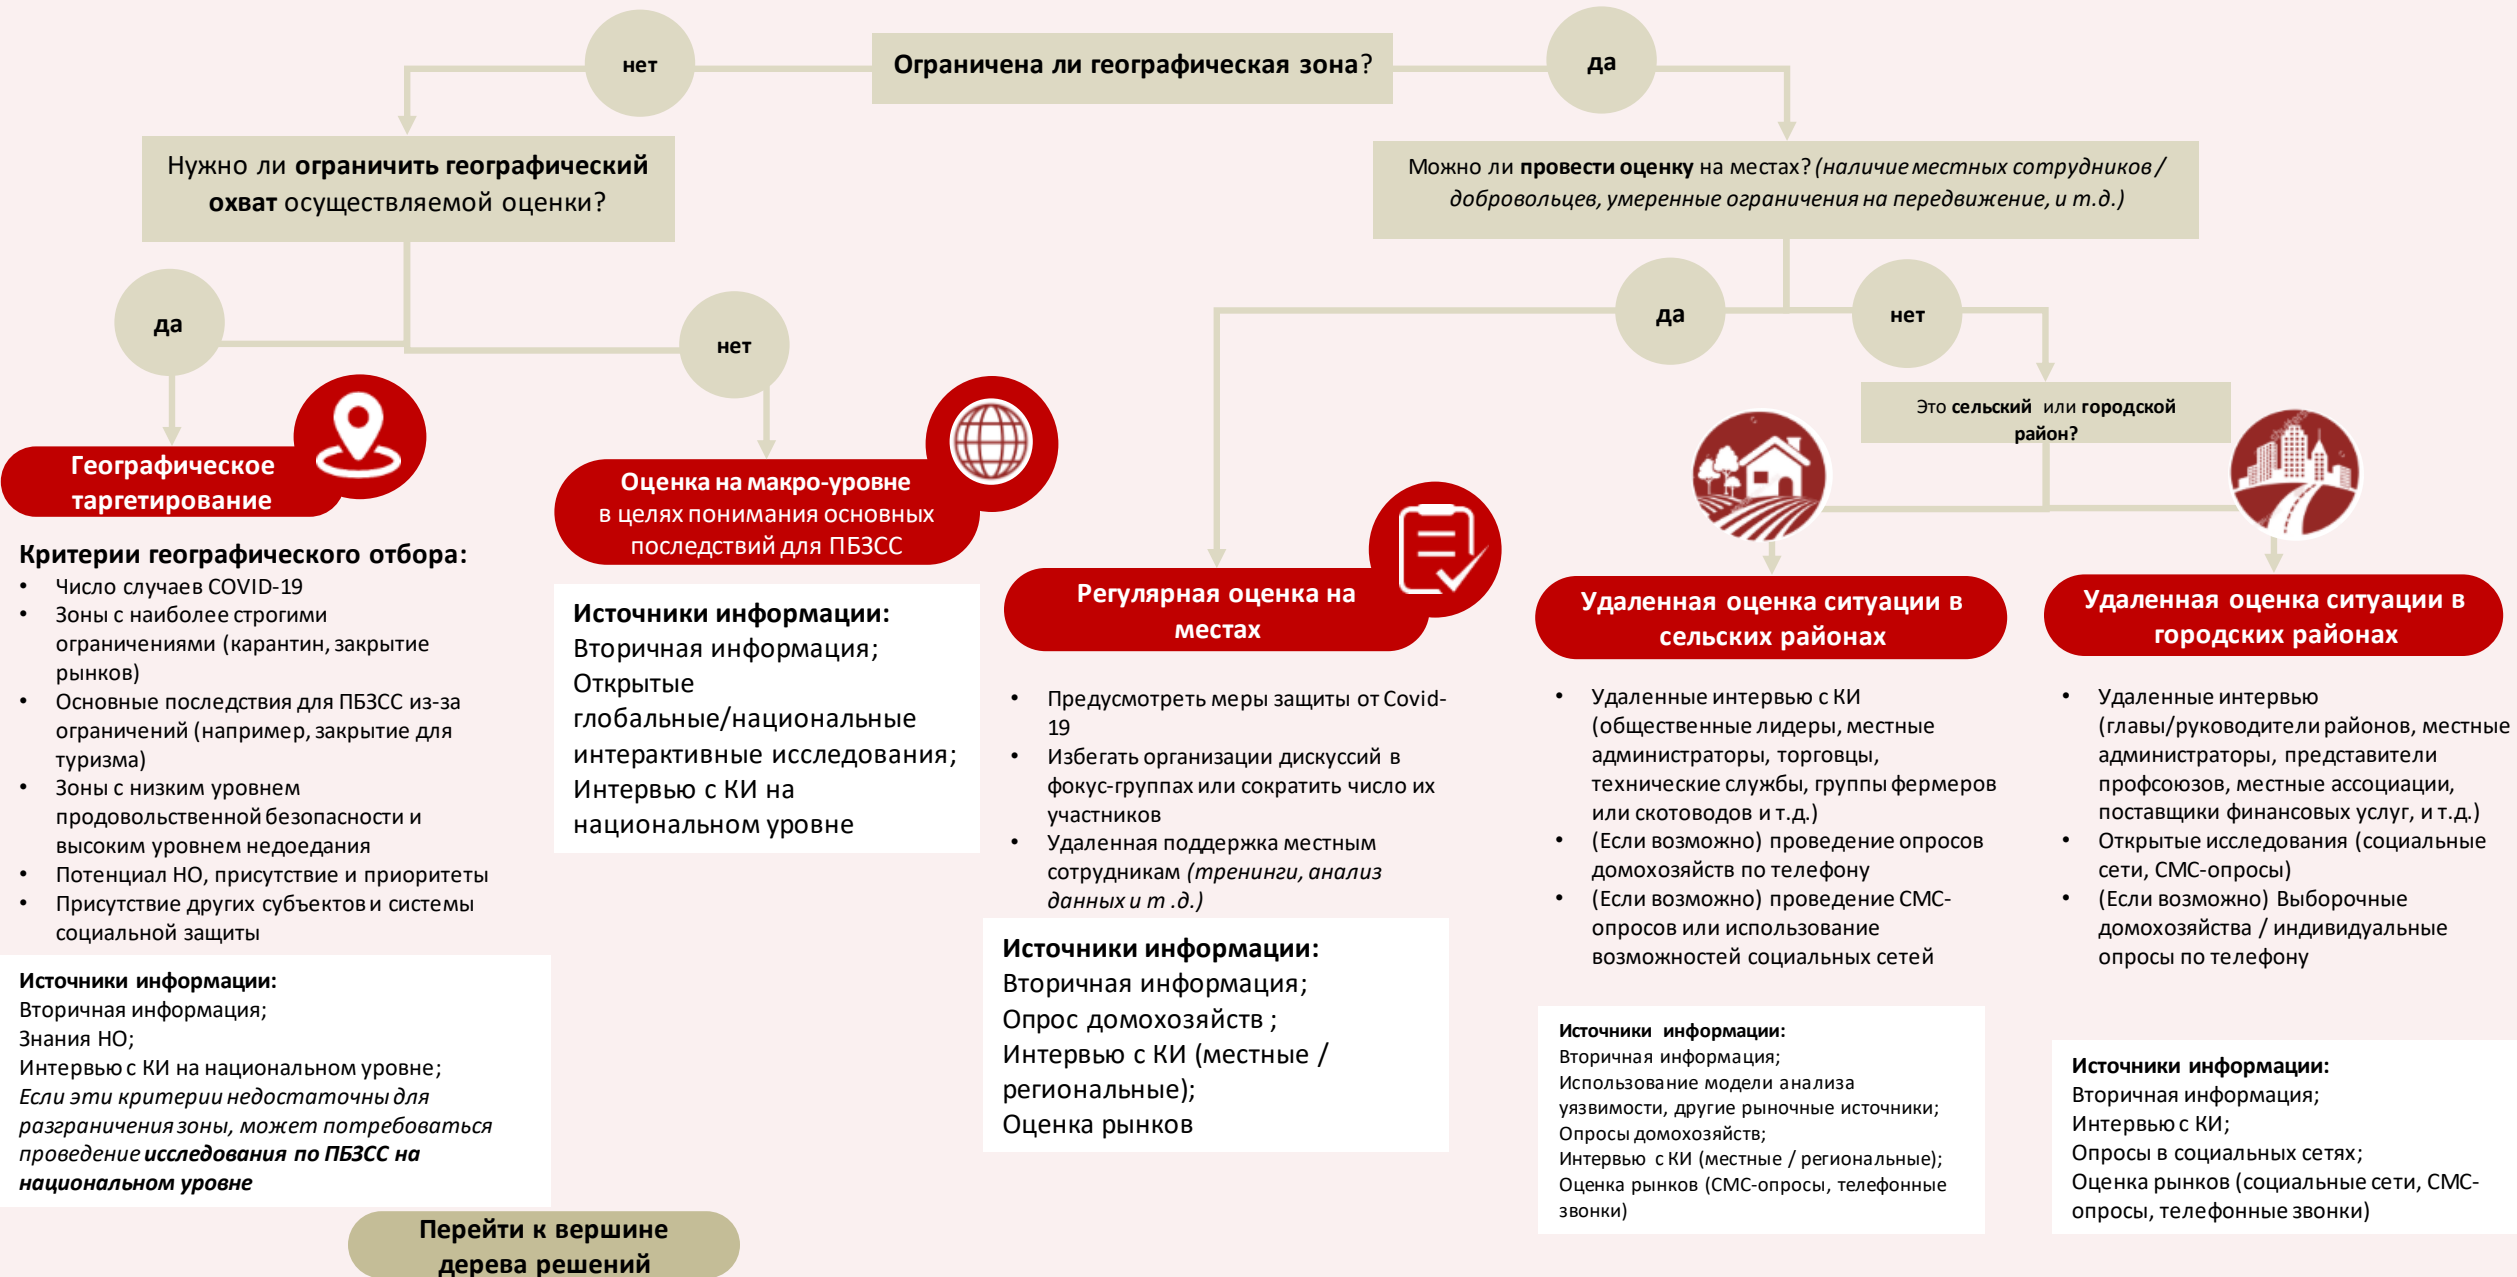 нет
Ограничена ли географическая зона?
да
Нужно ли ограничить географический
охват осуществляемой оценки?
Можно ли провести оценку на местах? (наличие местных сотрудников /
добровольцев, умеренные ограничения на передвижение, и т.д.)
да
нет
да
нет
Это сельский или городской
район?
Географическое
таргетирование
Критерии географического отбора:
• Число случаев COVID-19
• Зоны с наиболее строгими
ограничениями (карантин, закрытие
рынков)
• Основные последствия для ПБЗСС из-за
ограничений (например, закрытие для
туризма)
• Зоны с низким уровнем
продовольственной безопасности и
высоким уровнем недоедания
• Потенциал НО, присутствие и приоритеты
• Присутствие других субъектов и системы
социальной защиты
Источники информации:
Вторичная информация;
Знания НО;
Интервью с КИ на национальном уровне;
Если эти критерии недостаточны для
разграничения зоны, может потребоваться
проведение исследования по ПБЗСС на
национальном уровне
Оценка на макро-уровне
в целях понимания основных
последствий для ПБЗСС
Источники информации:
Вторичная информация;
Открытые
глобальные/национальные
интерактивные исследования;
Интервью с КИ на
национальном уровне
Регулярная оценка на
местах
• Предусмотреть меры защиты от Covid-
19
• Избегать организации дискуссий в
фокус-группах или сократить число их
участников
• Удаленная поддержка местным
сотрудникам (тренинги, анализ
данных и т .д.)
Источники информации:
Вторичная информация;
Опрос домохозяйств ;
Интервью с КИ (местные /
региональные);
Оценка рынков
Удаленная оценка ситуации в
сельских районах
• Удаленные интервью с КИ
(общественные лидеры, местные
администраторы, торговцы,
технические службы, группы фермеров
или скотоводов и т.д.)
• (Если возможно) проведение опросов
домохозяйств по телефону
• (Если возможно) проведение СМС-
опросов или использование
возможностей социальных сетей
Источники информации:
Вторичная информация;
Использование модели анализа
уязвимости, другие рыночные источники;
Опросы домохозяйств;
Интервью с КИ (местные / региональные);
Оценка рынков (СМС-опросы, телефонные
звонки)
Удаленная оценка ситуации в
городских районах
• Удаленные интервью
(главы/руководители районов, местные
администраторы, представители
профсоюзов, местные ассоциации,
поставщики финансовых услуг, и т.д.)
• Открытые исследования (социальные
сети, СМС-опросы)
• (Если возможно) Выборочные
домохозяйства / индивидуальные
опросы по телефону
Источники информации:
Вторичная информация;
Интервью с КИ;
Опросы в социальных сетях;
Оценка рынков (социальные сети, СМС-
опросы, телефонные звонки)
Перейти к вершине
дерева решений